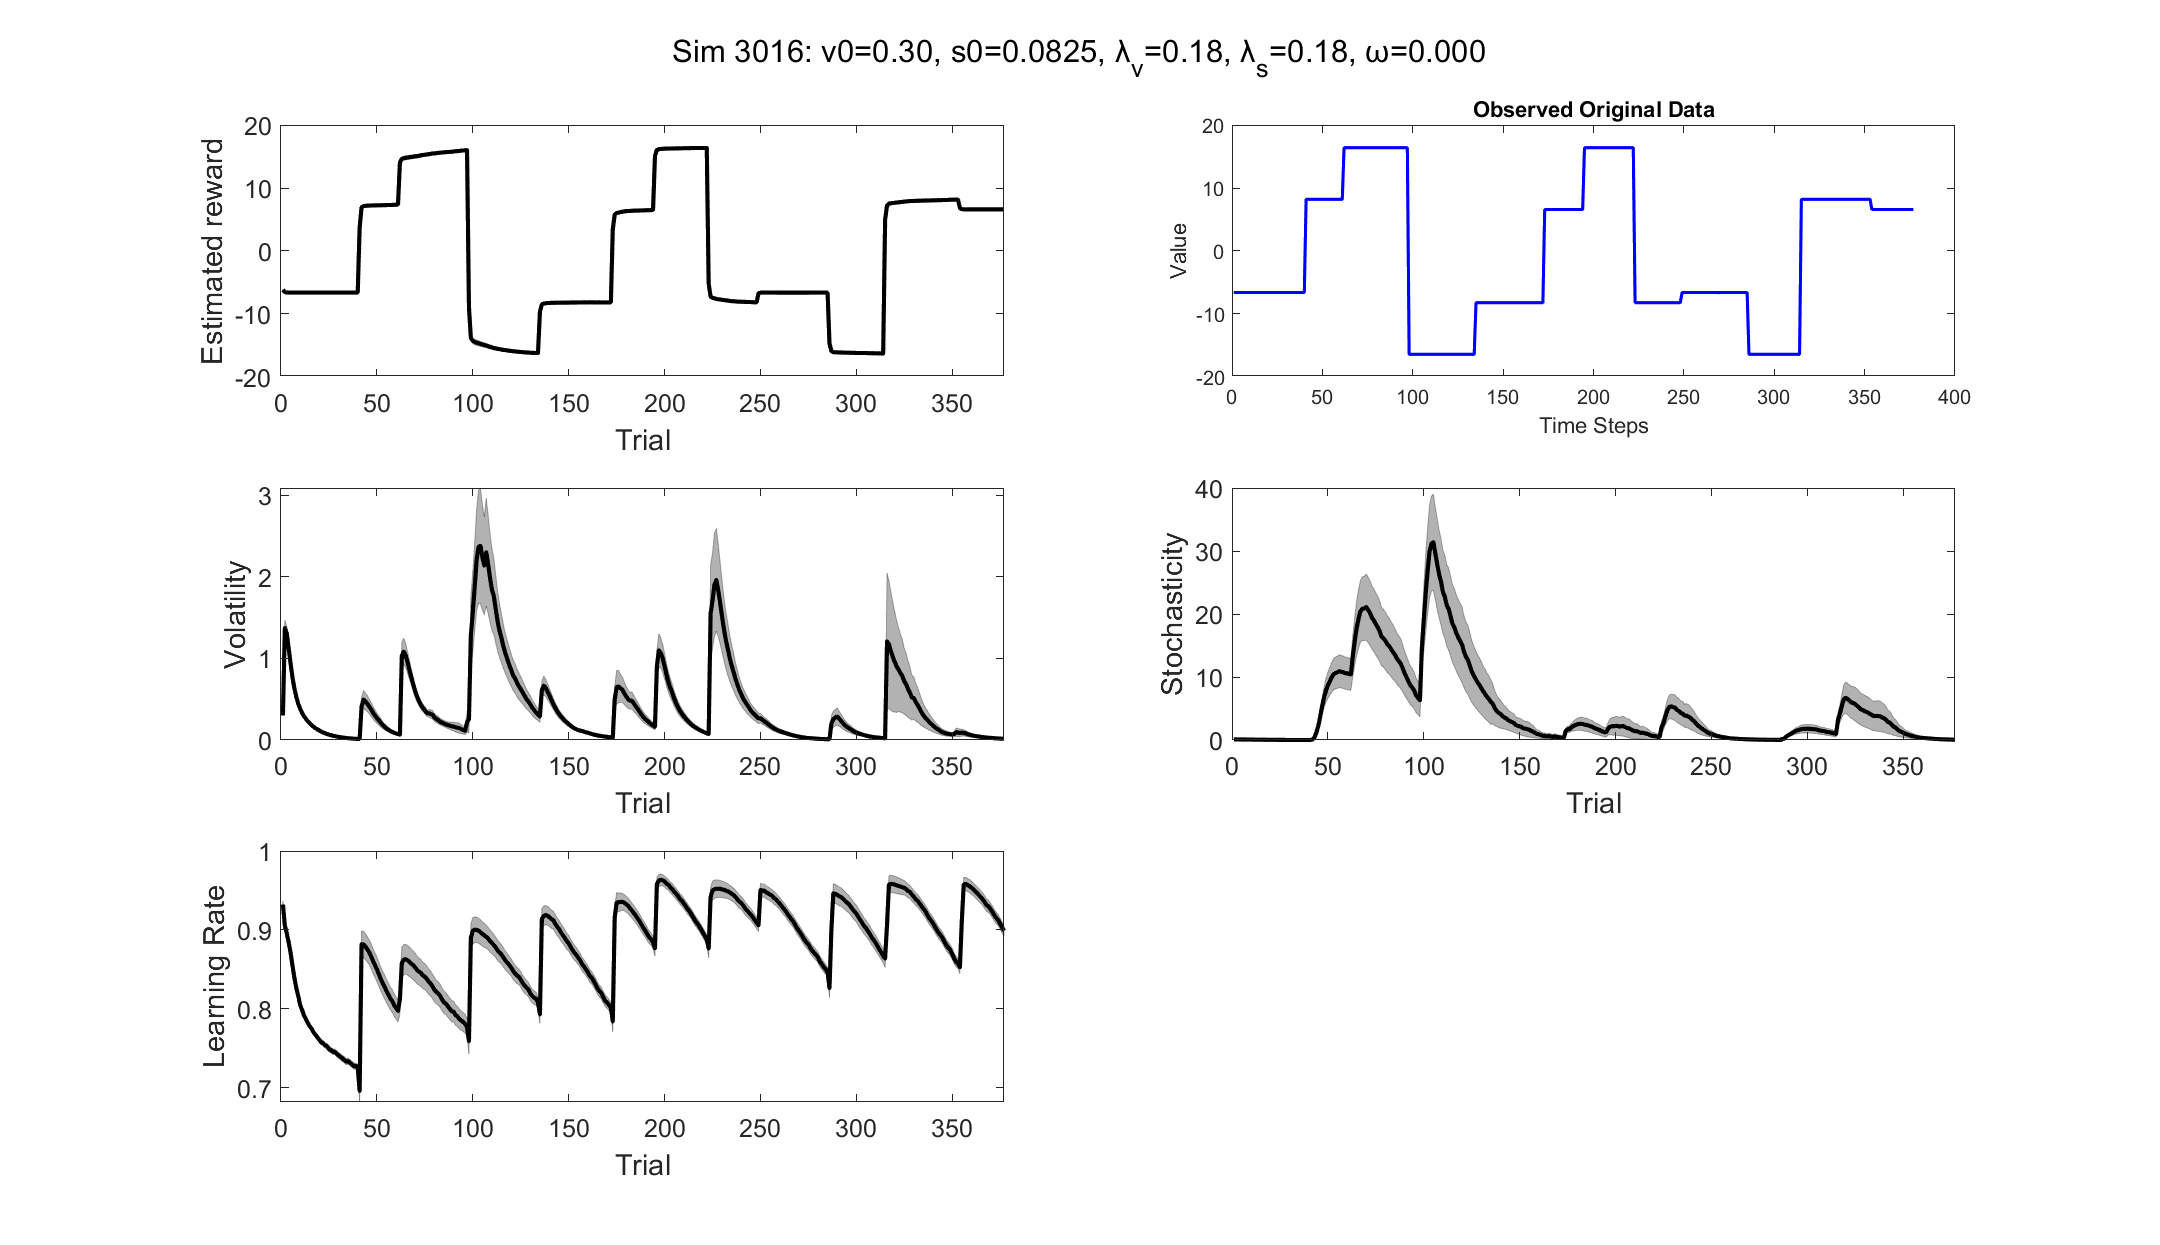 Sim 3016: v0=0.30, s0=0.0825, λ_v=0.18, λ_s=0.18, ω=0.000
Estimated reward
20
10
0
-10
-20
0 50 100 150 200 250 300 350
Trial
Observed Original Data
Value
20
10
0
-10
-20
0 50 100 150 200 250 300 350 400
Time Steps
Volatility
3
2
1
0
0 50 100 150 200 250 300 350
Trial
Stochasticity
40
30
20
10
0
0 50 100 150 200 250 300 350
Trial
Learning Rate
1
0.9
0.8
0.7
0 50 100 150 200 250 300 350
Trial